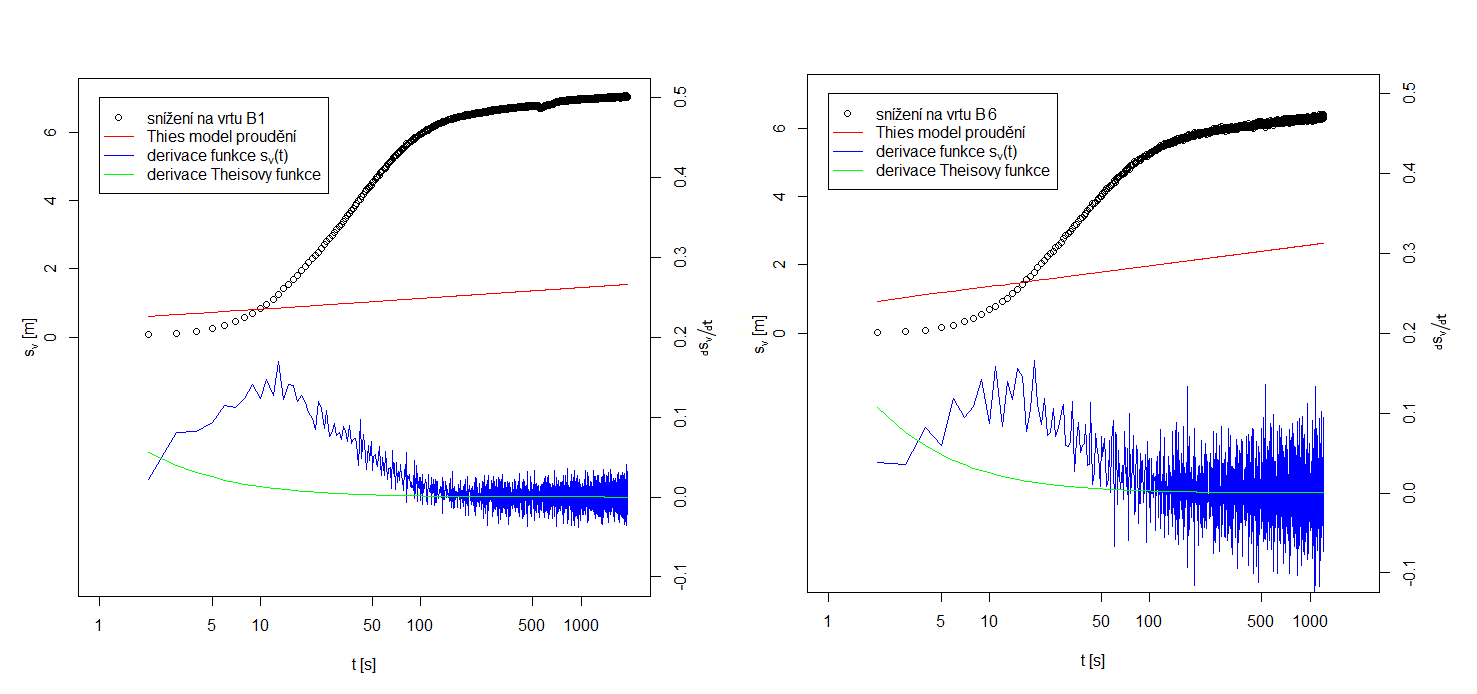 snížení na vrtu B1
Thies model proudění
derivace funkce sv(t)
derivace Theisovy funkce
sv [m]
0
2
4
6
dsv/dt
-0.1
0.0
0.1
0.2
0.3
0.4
0.5
1
5
10
50
100
500
1000
t [s]
snížení na vrtu B6
Thies model proudění
derivace funkce sv(t)
derivace Theisovy funkce
sv [m]
0
2
4
6
dsv/dt
-0.1
0.0
0.1
0.2
0.3
0.4
0.5
1
5
10
50
100
500
1000
t [s]